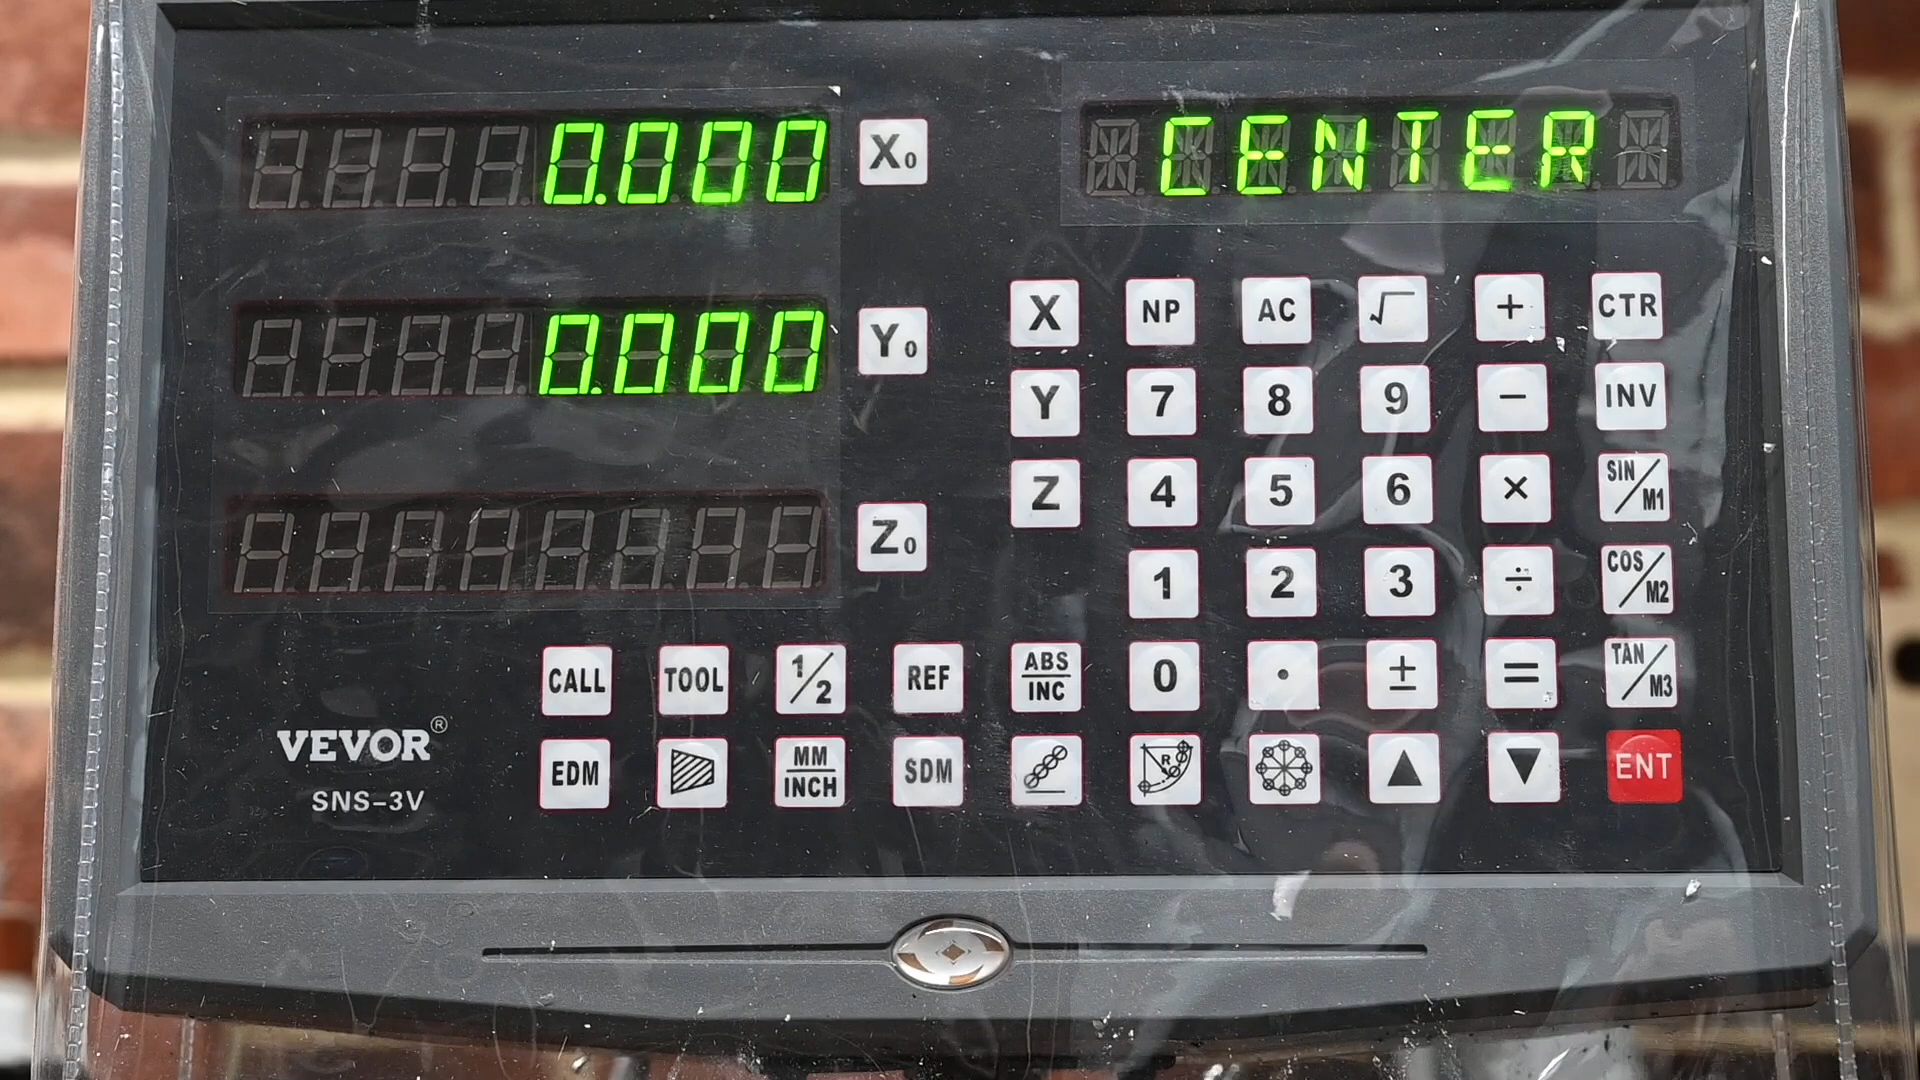 0.000 X₀ CENTER
0.000 Y₀
Z₀
X NP AC √ + CTR
Y 7 8 9 − INV
Z 4 5 6 × SIN/M1
1 2 3 ÷ COS/M2
CALL TOOL 1/2 REF ABS/INC 0 . ± = TAN/M3
VEVOR®
EDM MM/INCH SDM R ▲ ▼ ENT
SNS-3V